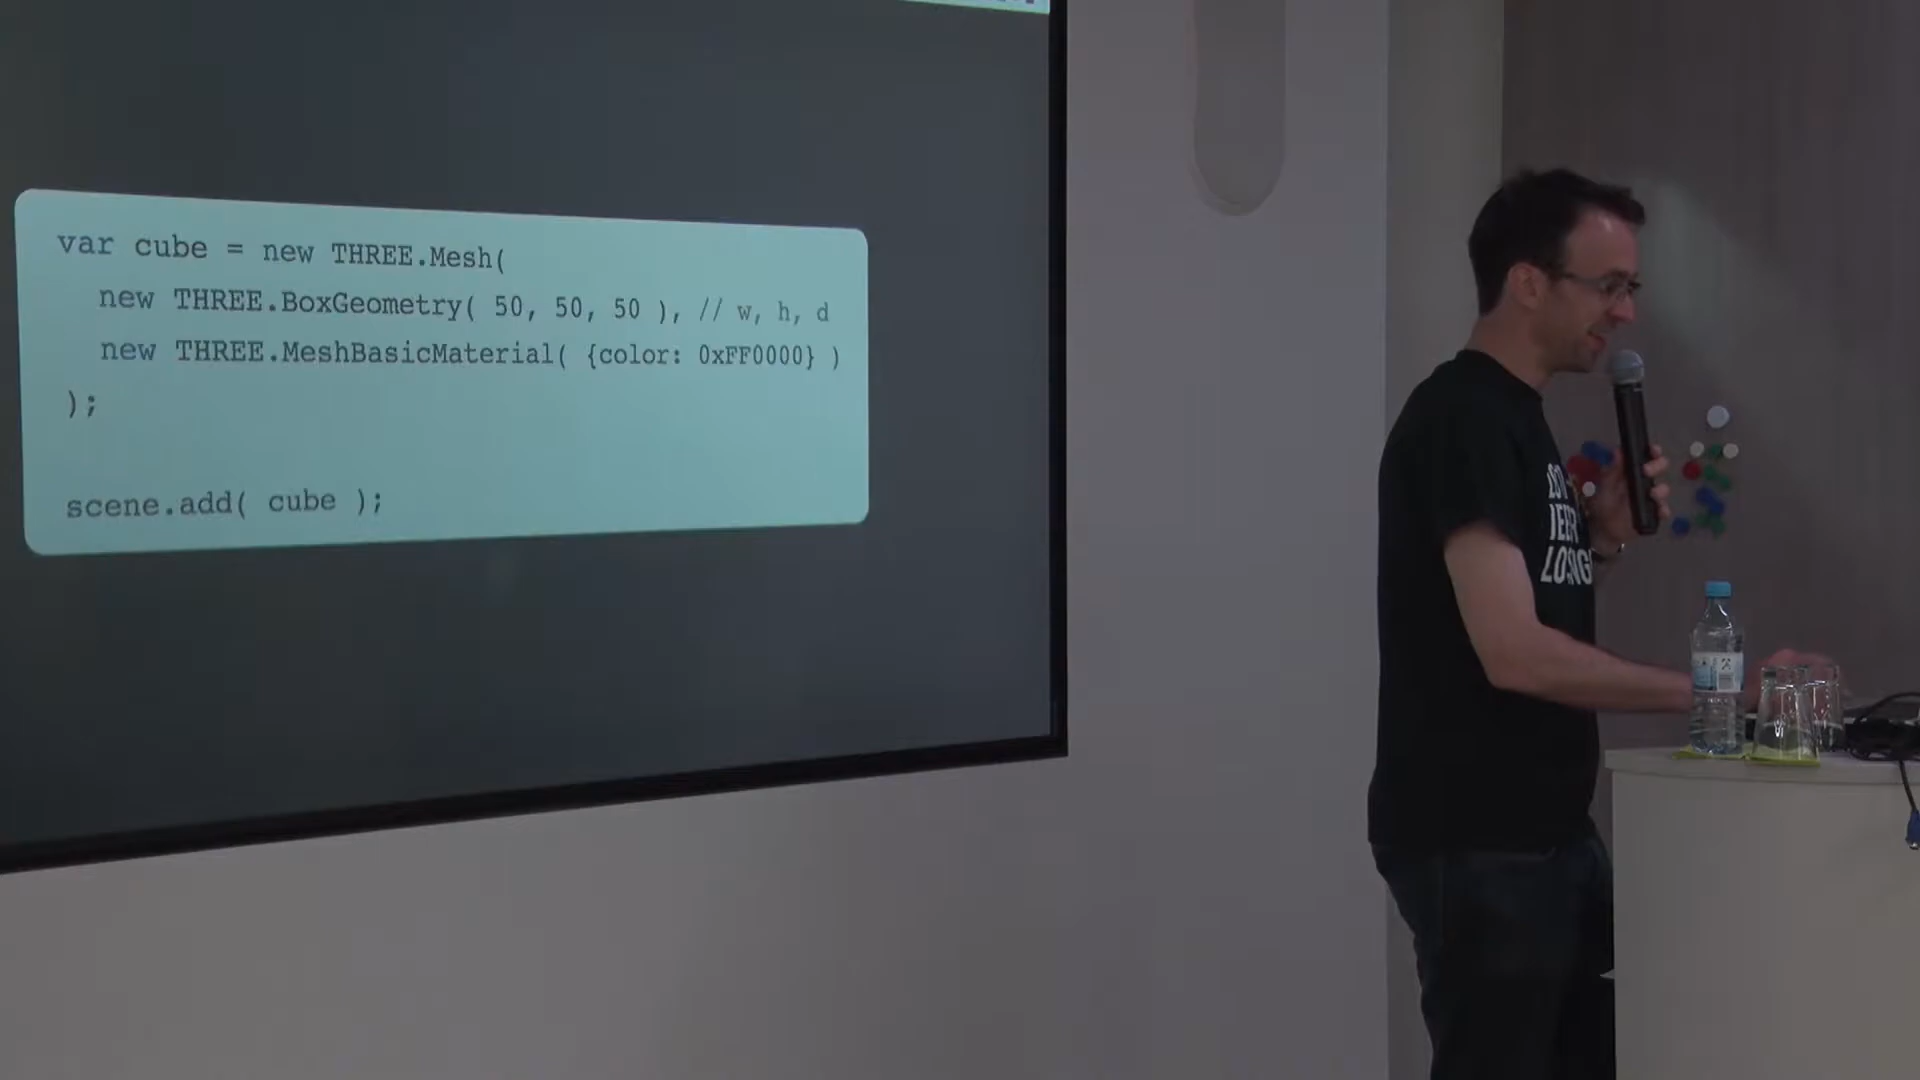 var cube = new THREE.Mesh(
new THREE.BoxGeometry( 50, 50, 50 ), // w, h, d
new THREE.MeshBasicMaterial( {color: 0xFF0000} )
);
scene.add( cube );